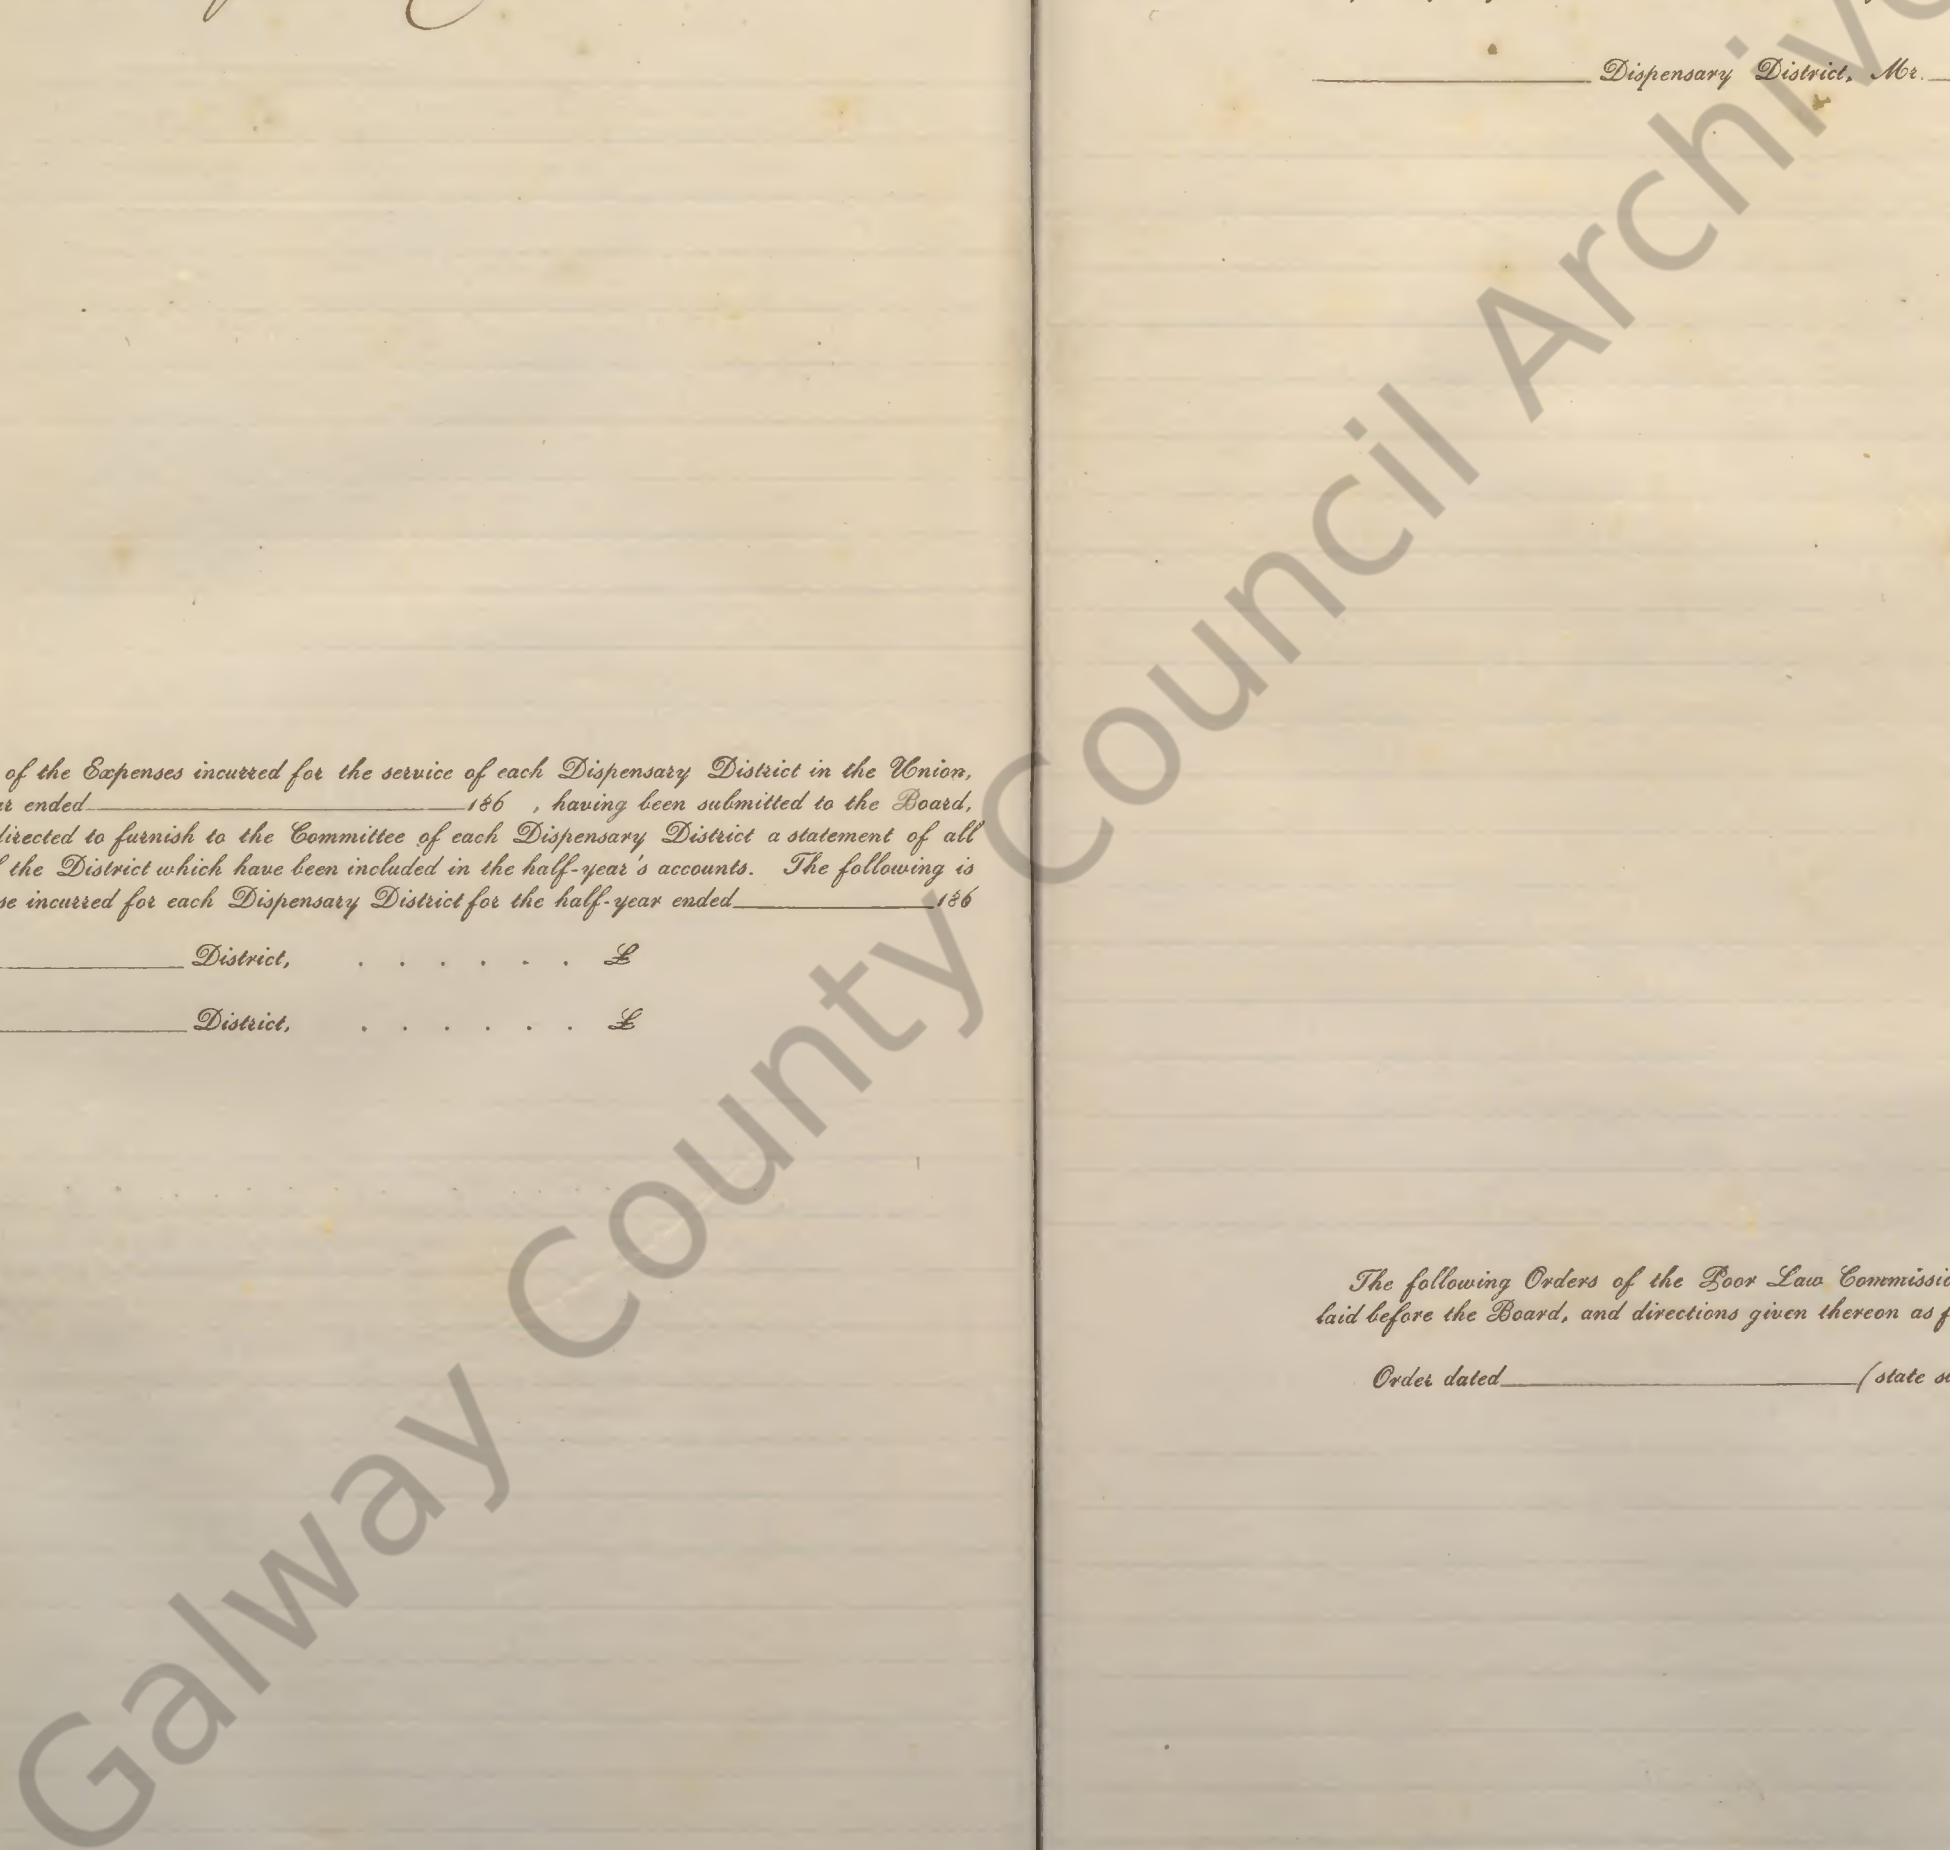 of the Expenses incurred for the service of each Dispensary District in the Union,
ended 186 , having been submitted to the Board,
directed to furnish to the Committee of each Dispensary District a statement of all
the District which have been included in the half-year's accounts. The following is
incurred for each Dispensary District for the half-year ended 186
District, . . . . . . £
District, . . . . . . £
Dispensary District, Mr.
The following Orders of the Poor Law Commissio
laid before the Board, and directions given thereon as f
Order dated (state su
Galway County Council Archive